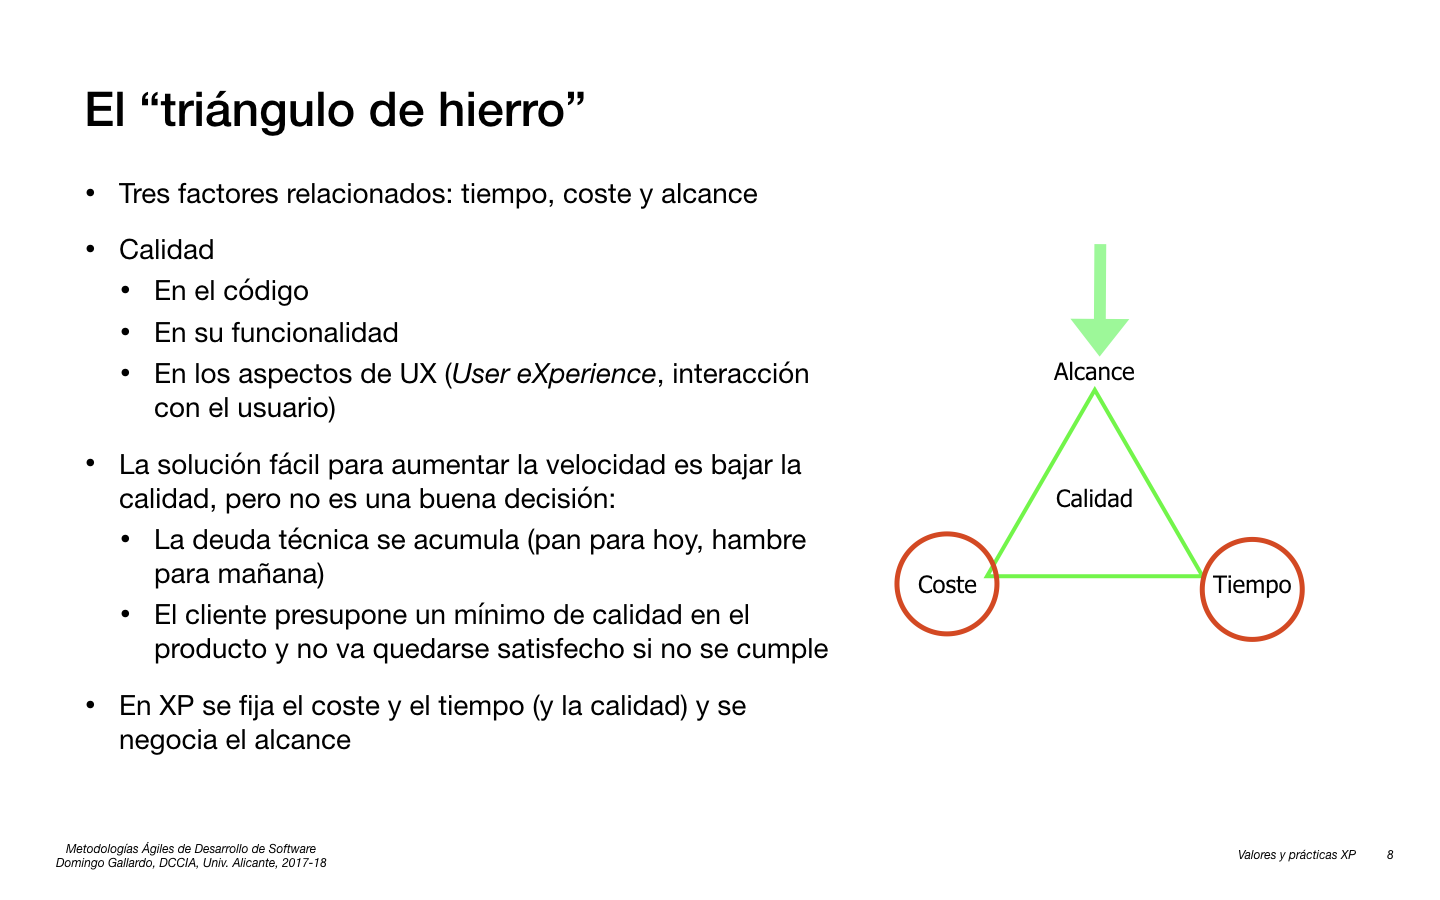 El “triángulo de hierro”
• Tres factores relacionados: tiempo, coste y alcance
• Calidad
• En el código
• En su funcionalidad
• En los aspectos de UX (User eXperience, interacción
con el usuario)
• La solución fácil para aumentar la velocidad es bajar la
calidad, pero no es una buena decisión:
• La deuda técnica se acumula (pan para hoy, hambre
para mañana)
• El cliente presupone un mínimo de calidad en el
producto y no va quedarse satisfecho si no se cumple
• En XP se fija el coste y el tiempo (y la calidad) y se
negocia el alcance
Alcance
Calidad
Coste
Tiempo
Metodologías Ágiles de Desarrollo de Software
Domingo Gallardo, DCCIA, Univ. Alicante, 2017-18
Valores y prácticas XP 8